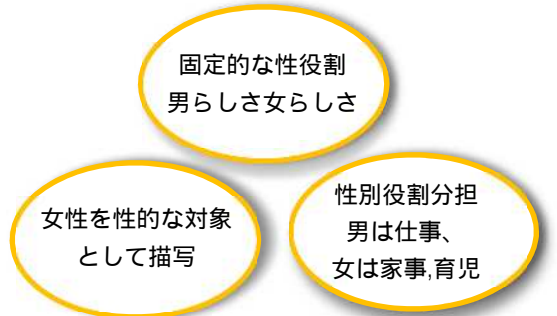 固定的な性役割
男らしさ女らしさ
女性を性的な対象
として描写
性別役割分担
男は仕事、
女は家事,育児